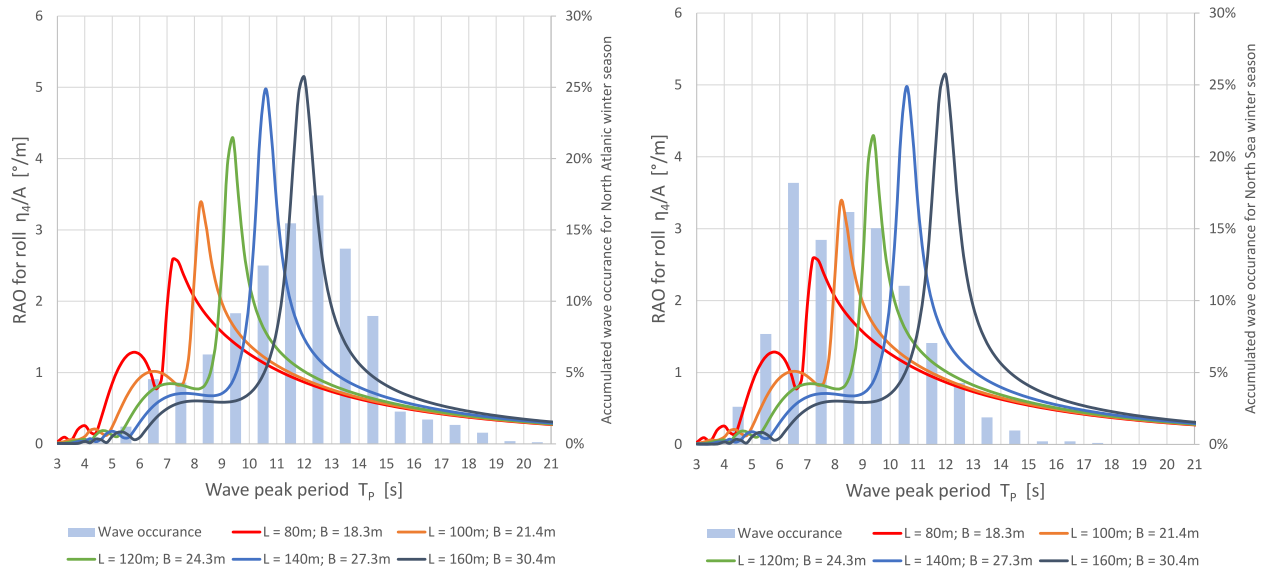 6
5
4
3
2
1
0
RAO for roll η4/A [°/m]
30%
25%
20%
15%
10%
5%
0%
Accumulated wave occurance for North Atlanic winter season
3 4 5 6 7 8 9 10 11 12 13 14 15 16 17 18 19 20 21
Wave peak period TP [s]
Wave occurance
L = 80m; B = 18.3m
L = 100m; B = 21.4m
L = 120m; B = 24.3m
L = 140m; B = 27.3m
L = 160m; B = 30.4m
6
5
4
3
2
1
0
RAO for roll η4/A [°/m]
30%
25%
20%
15%
10%
5%
0%
Accumulated wave occurance for North Sea winter season
3 4 5 6 7 8 9 10 11 12 13 14 15 16 17 18 19 20 21
Wave peak period TP [s]
Wave occurance
L = 80m; B = 18.3m
L = 100m; B = 21.4m
L = 120m; B = 24.3m
L = 140m; B = 27.3m
L = 160m; B = 30.4m